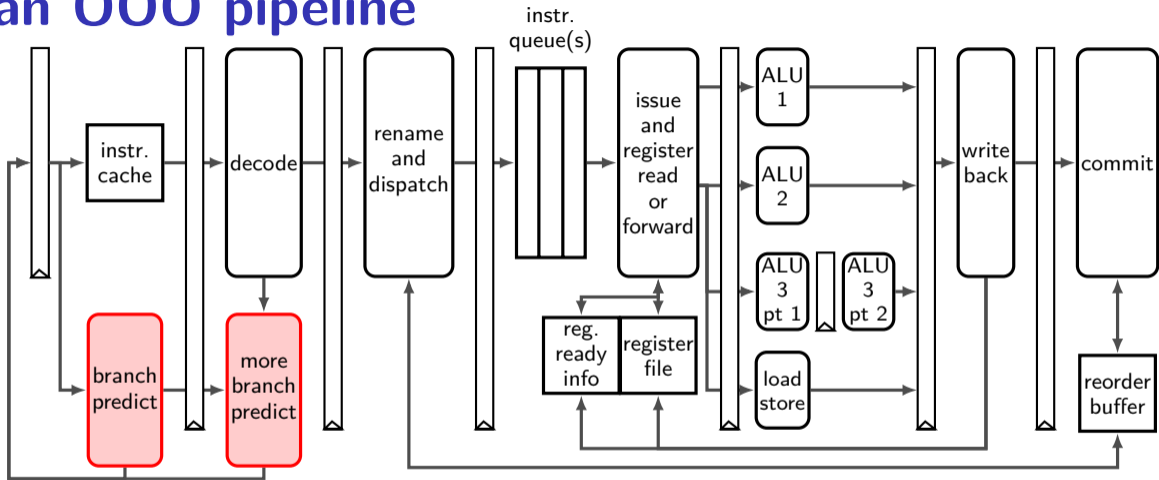 an OOO pipeline
instr.
queue(s)
instr.
cache
decode
rename
and
dispatch
issue
and
register
read
or
forward
ALU
1
ALU
2
ALU
3
pt 1
ALU
3
pt 2
load
store
write
back
commit
branch
predict
more
branch
predict
reg.
ready
info
register
file
reorder
buffer